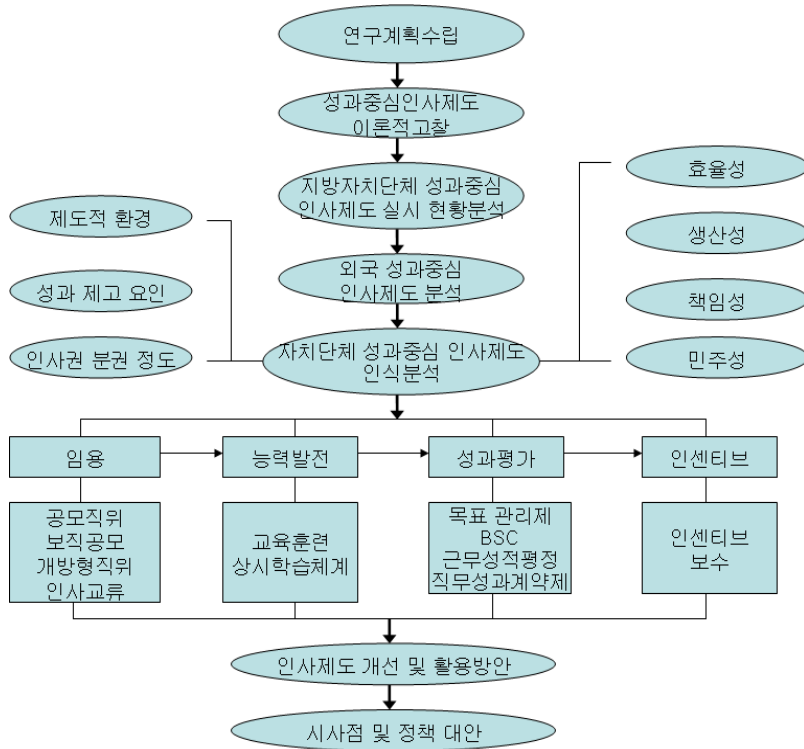 연구계획수립
성과중심인사제도
이론적고찰
지방자치단체 성과중심
인사제도 실시 현황분석
외국 성과중심
인사제도 분석
자치단체 성과중심 인사제도
인식분석
제도적 환경
성과 제고 요인
인사권 분권 정도
효율성
생산성
책임성
민주성
임용
능력발전
성과평가
인센티브
공모직위
보직공모
개방형직위
인사교류
교육훈련
상시학습체계
목표 관리제
BSC
근무성적평정
직무성과계약제
인센티브
보수
인사제도 개선 및 활용방안
시사점 및 정책 대안